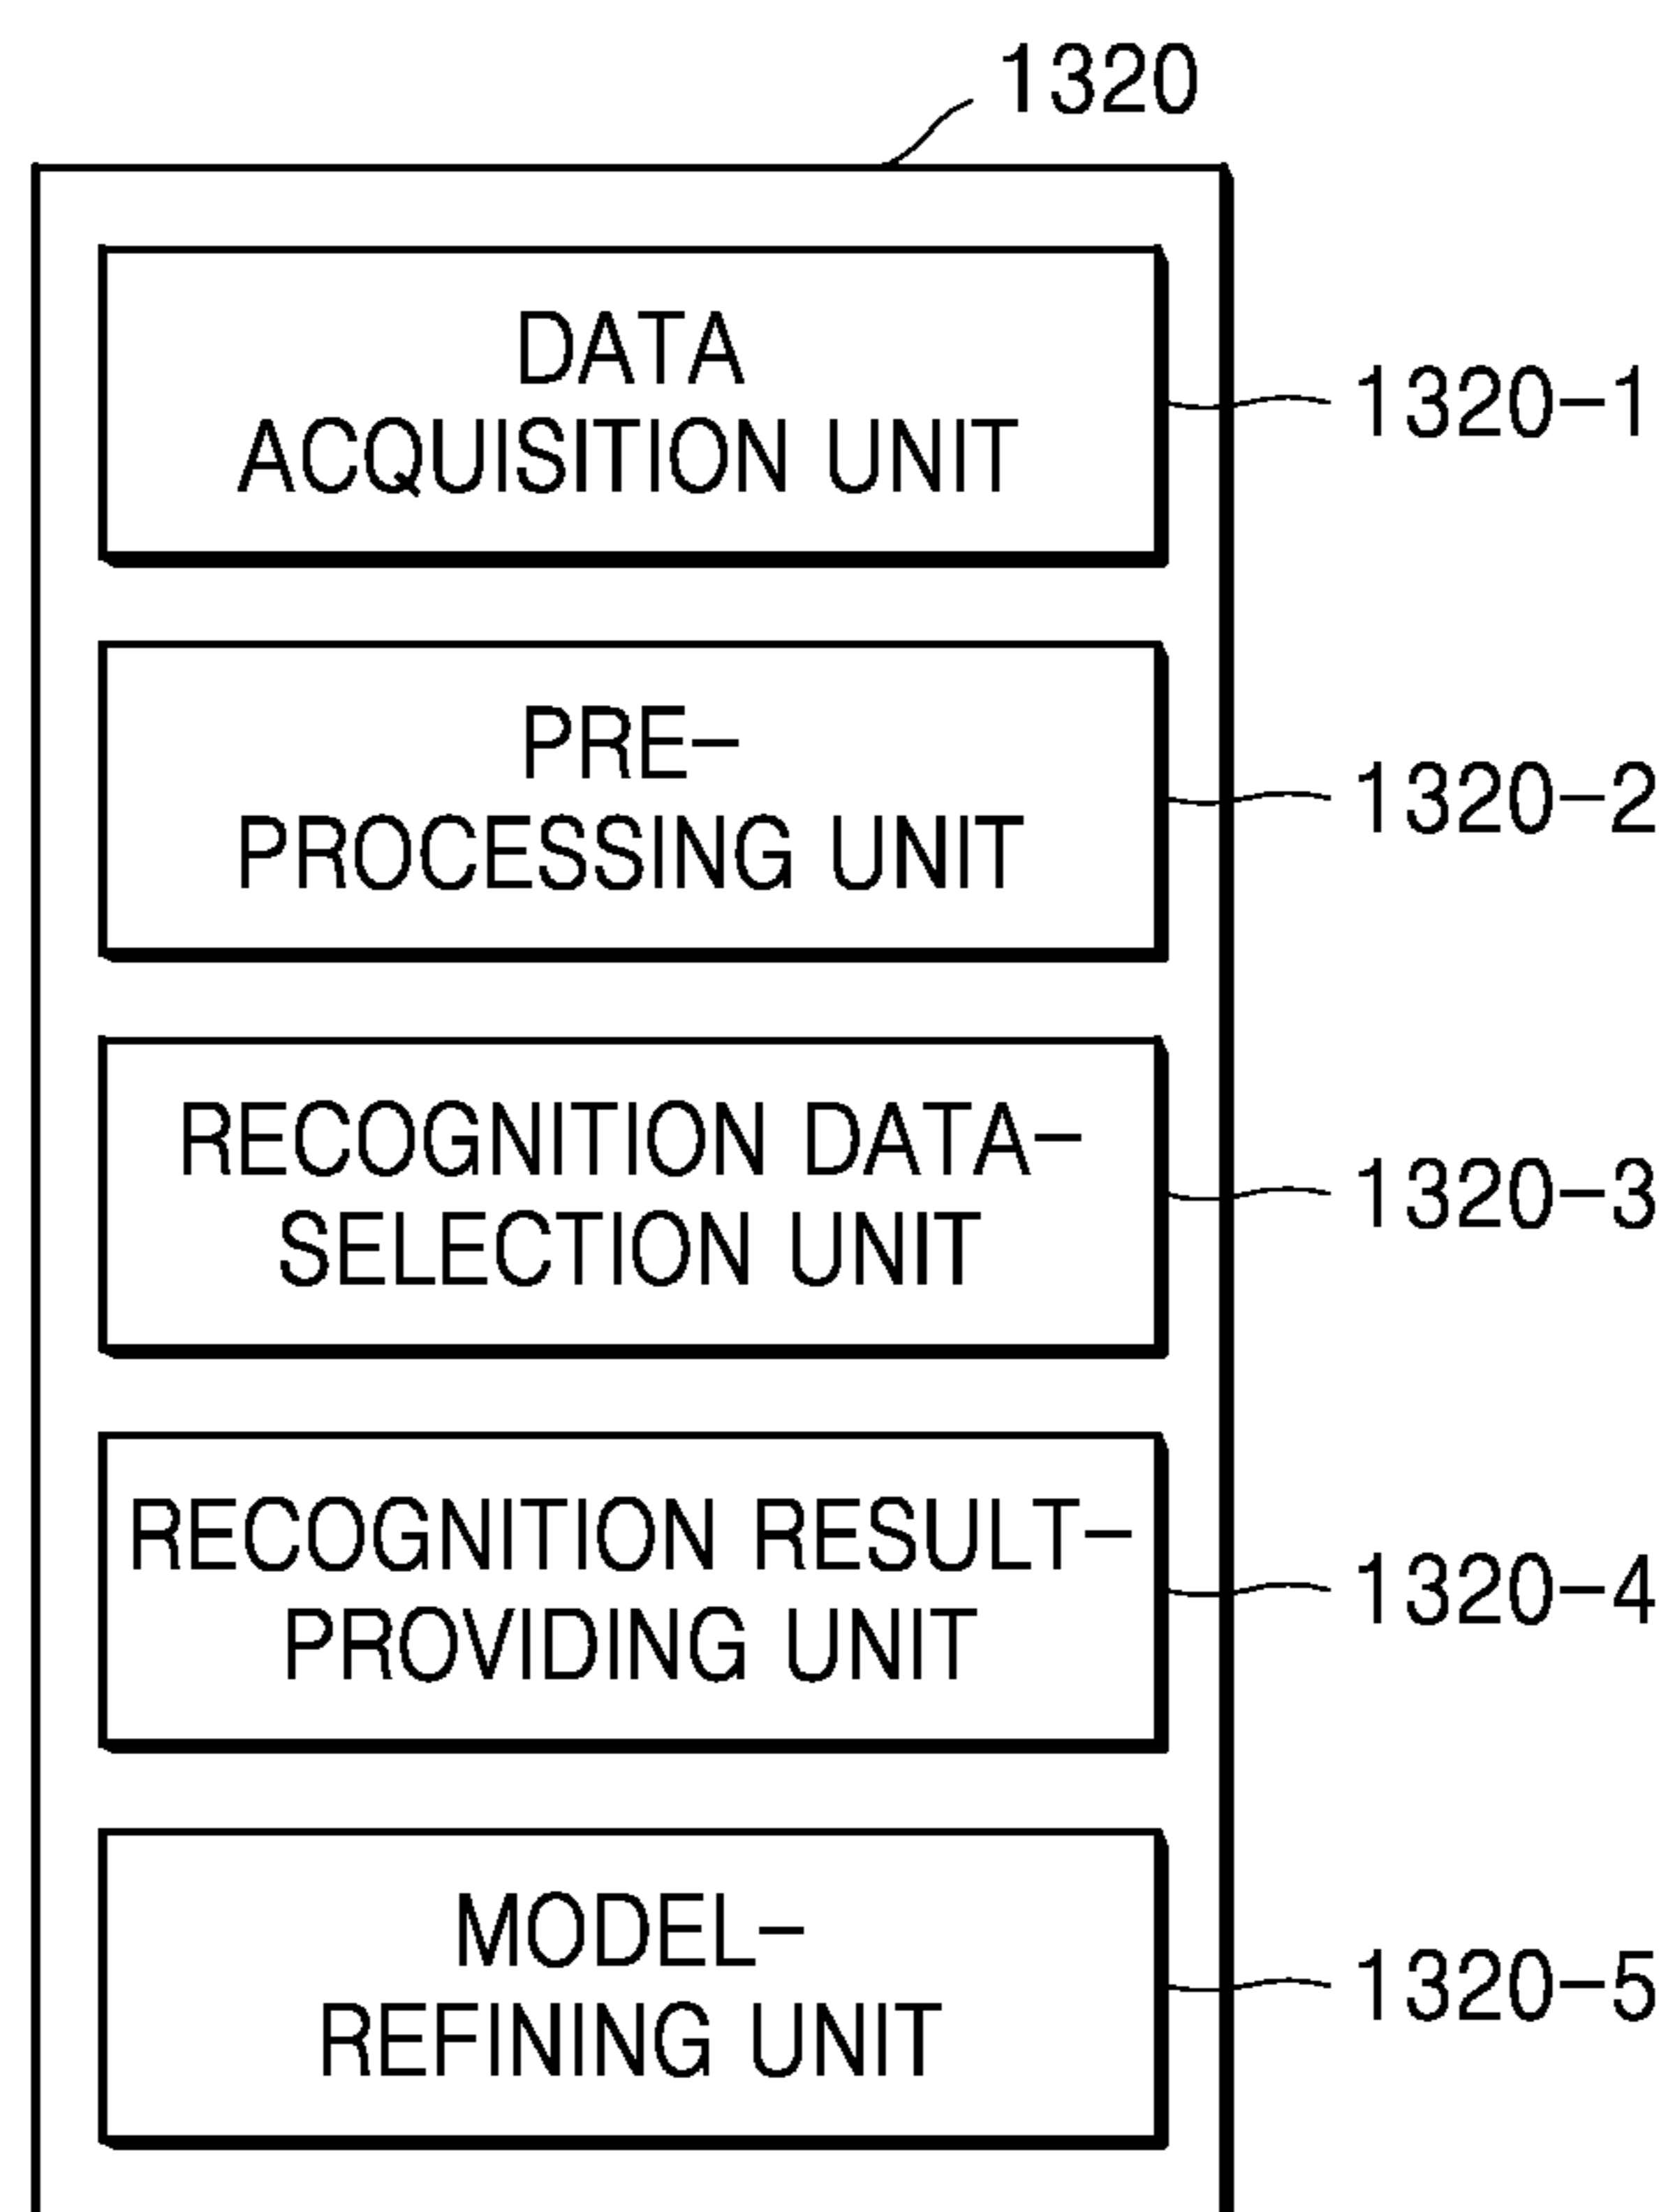 1320
DATA
ACQUISITION UNIT
1320-1
PRE-
PROCESSING UNIT
1320-2
RECOGNITION DATA-
SELECTION UNIT
1320-3
RECOGNITION RESULT-
PROVIDING UNIT
1320-4
MODEL-
REFINING UNIT
1320-5